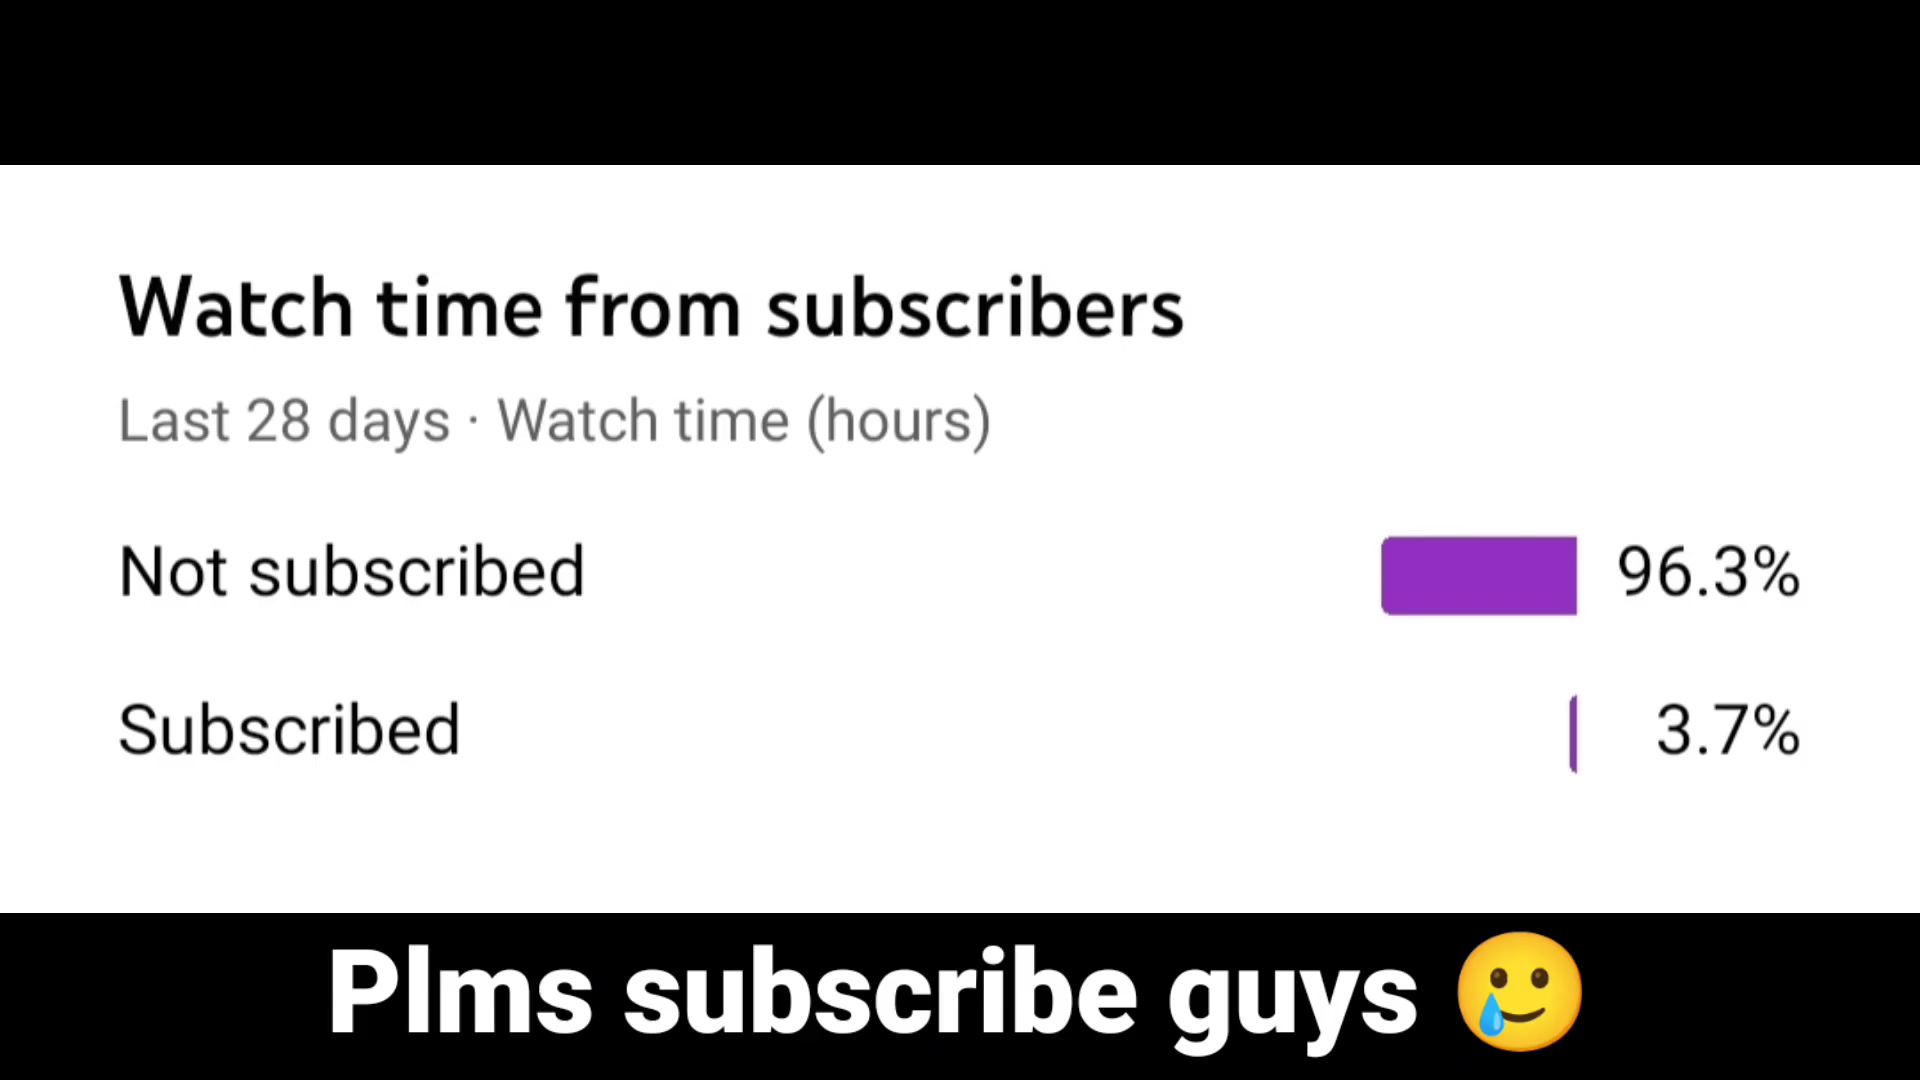 Watch time from subscribers
Last 28 days · Watch time (hours)
Not subscribed 96.3%
Subscribed 3.7%
Plms subscribe guys 🥲